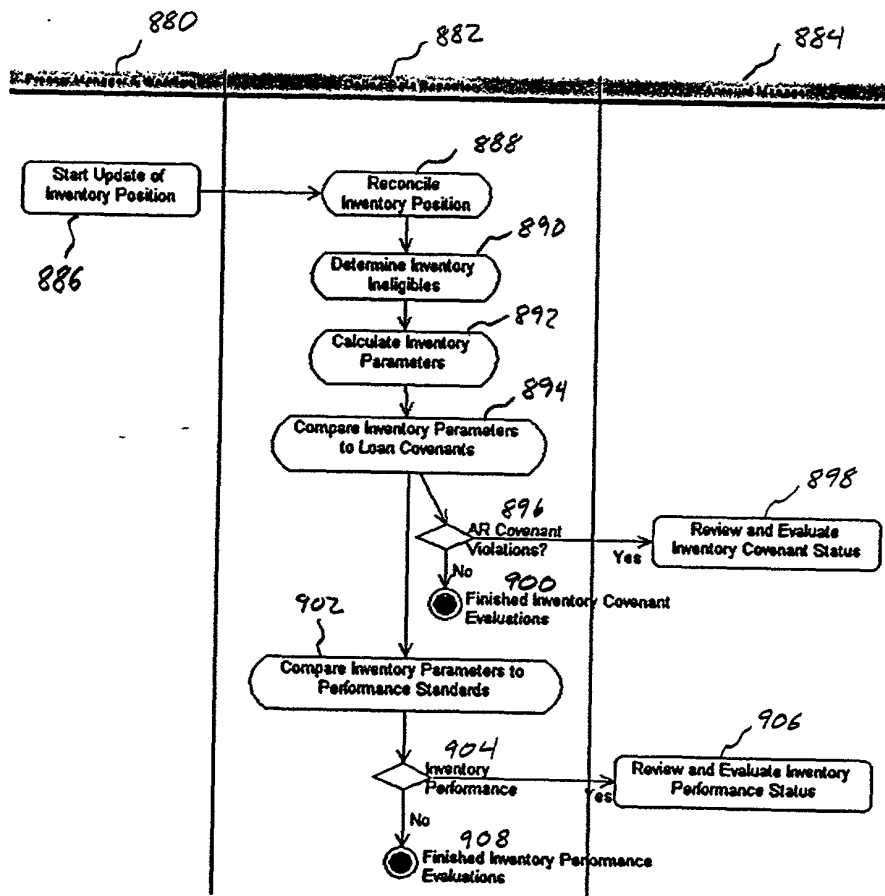 880
882
884
Data Repository
888
Start Update of
Inventory Position
Reconcile
Inventory Position
886
890
Determine Inventory
Ineligibles
892
Calculate Inventory
Parameters
894
Compare Inventory Parameters
to Loan Covenants
896
AR Covenant
Violations?
Yes
898
Review and Evaluate
Inventory Covenant Status
No
900
Finished Inventory Covenant
Evaluations
902
Compare Inventory Parameters to
Performance Standards
904
Inventory
Performance
Yes
906
Review and Evaluate Inventory
Performance Status
No
908
Finished Inventory Performance
Evaluations